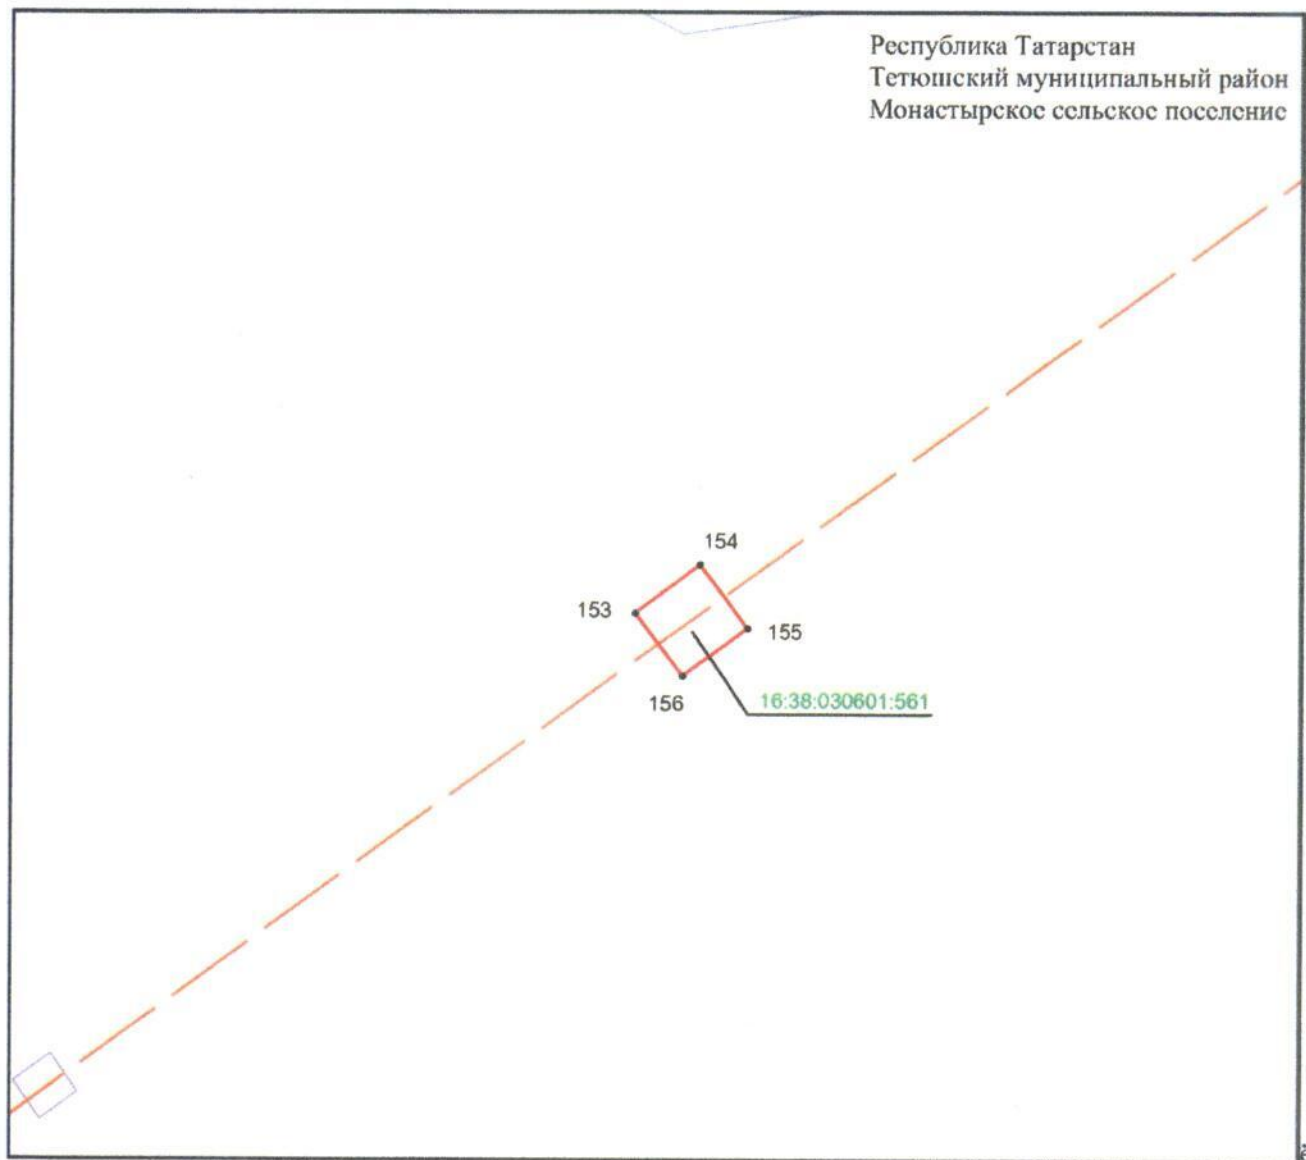 Республика Татарстан
Тетюшский муниципальный район
Монастырское сельское поселение
154
153
155
156
16:38:030601:561